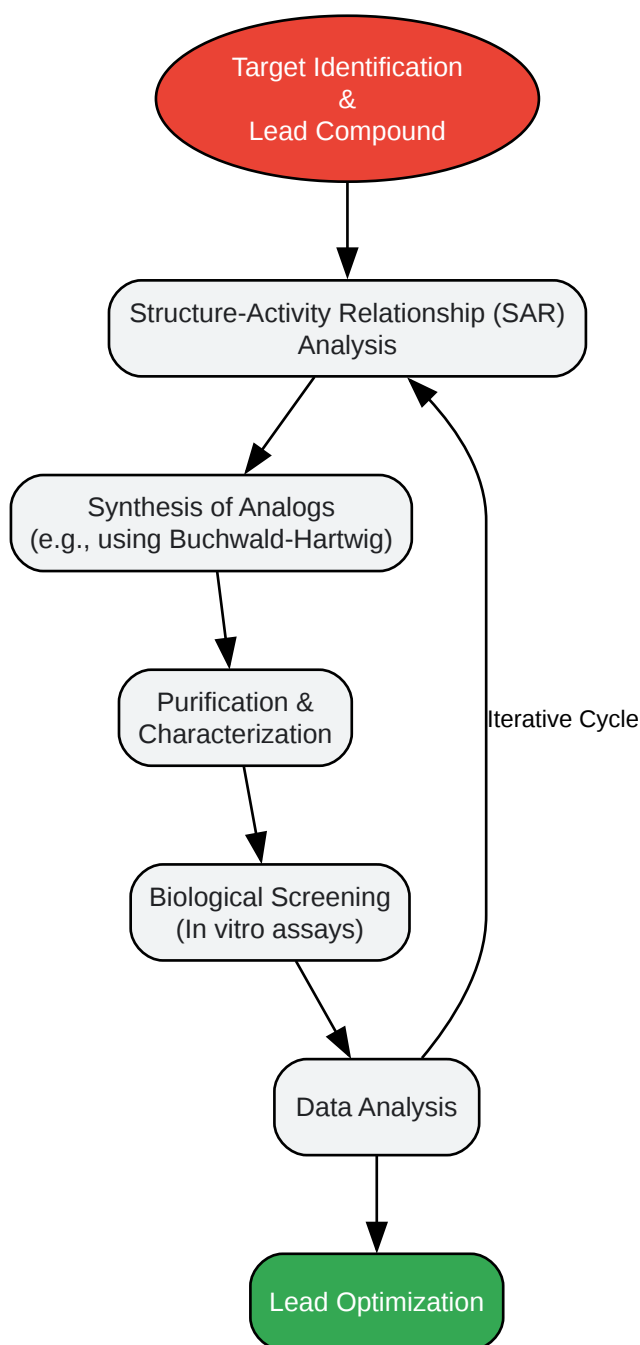 Target Identification
&
Lead Compound
Structure-Activity Relationship (SAR)
Analysis
Synthesis of Analogs
(e.g., using Buchwald-Hartwig)
Purification &
Characterization
Iterative Cycle
Biological Screening
(In vitro assays)
Data Analysis
Lead Optimization